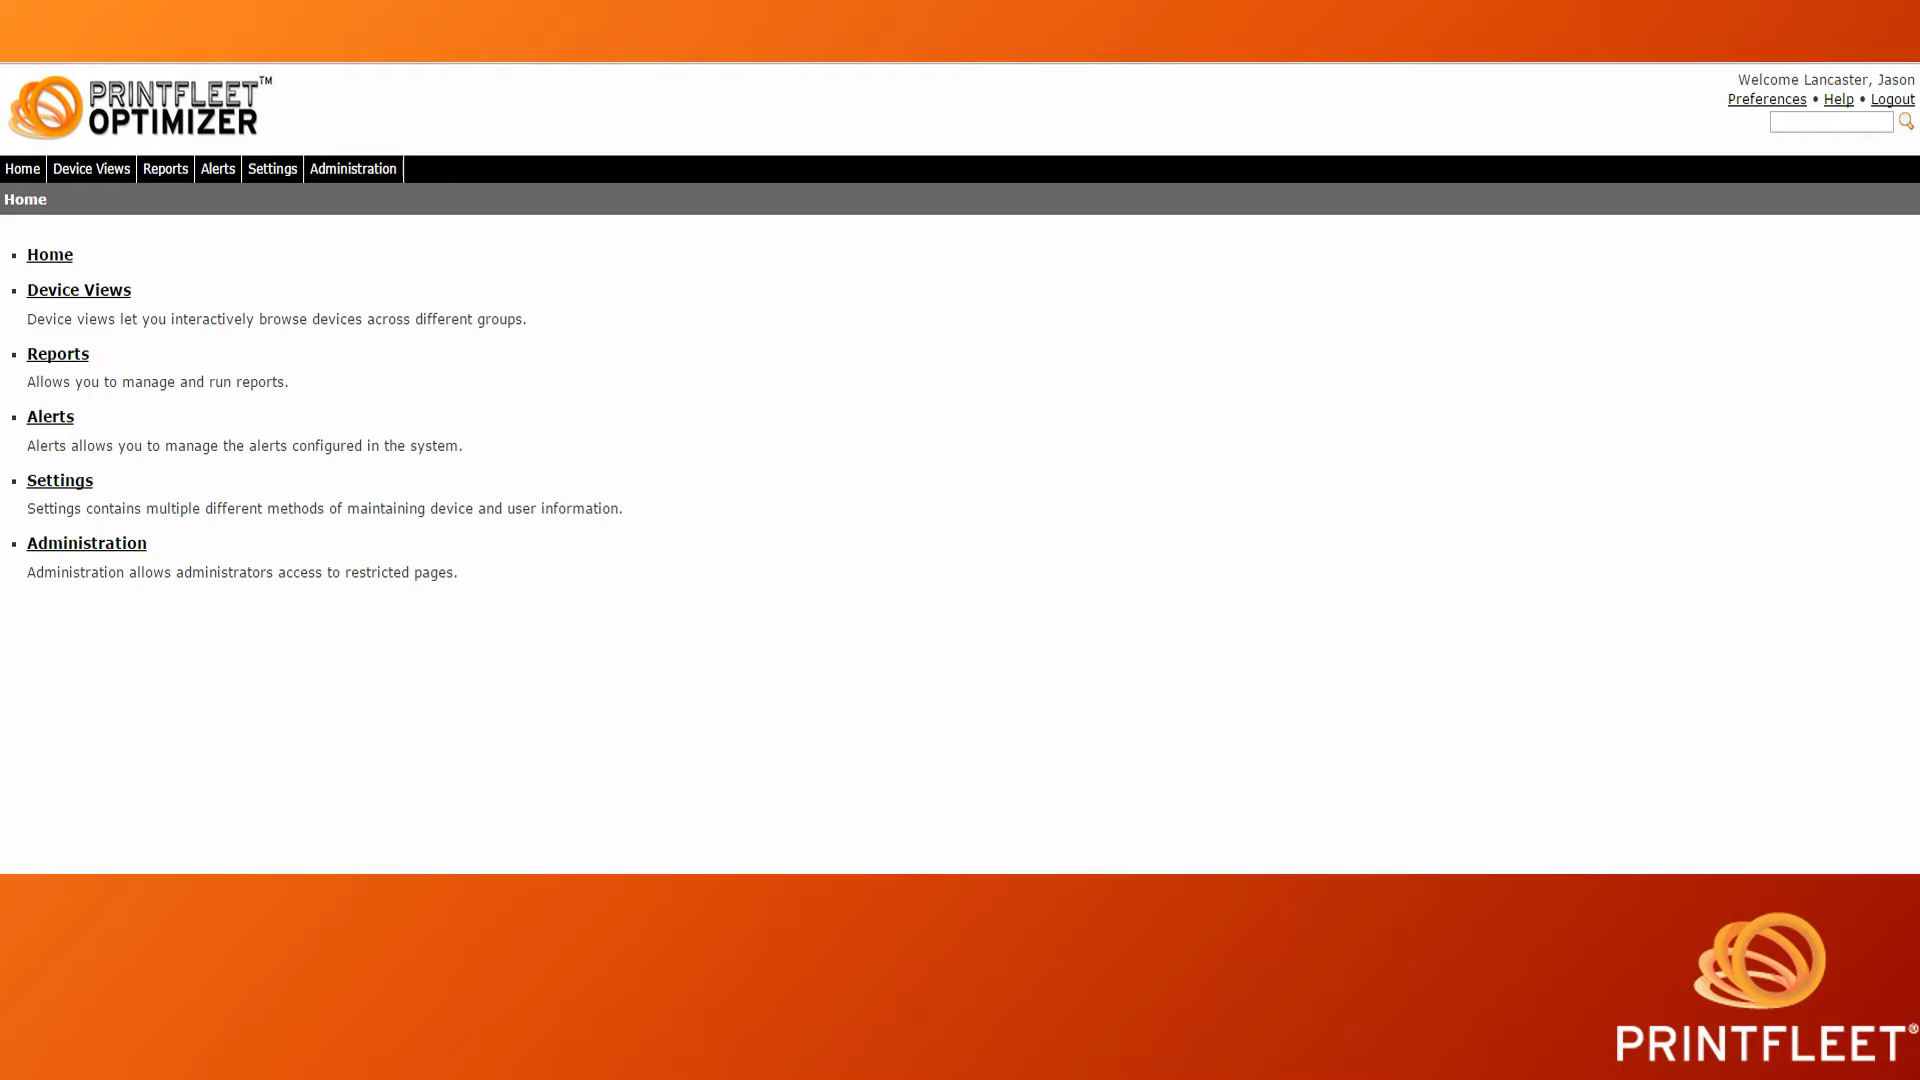 PRINTFLEET™
OPTIMIZER
Welcome Lancaster, Jason
Preferences • Help • Logout
Home Device Views Reports Alerts Settings Administration
Home
▪ Home
▪ Device Views
Device views let you interactively browse devices across different groups.
▪ Reports
Allows you to manage and run reports.
▪ Alerts
Alerts allows you to manage the alerts configured in the system.
▪ Settings
Settings contains multiple different methods of maintaining device and user information.
▪ Administration
Administration allows administrators access to restricted pages.
PRINTFLEET®